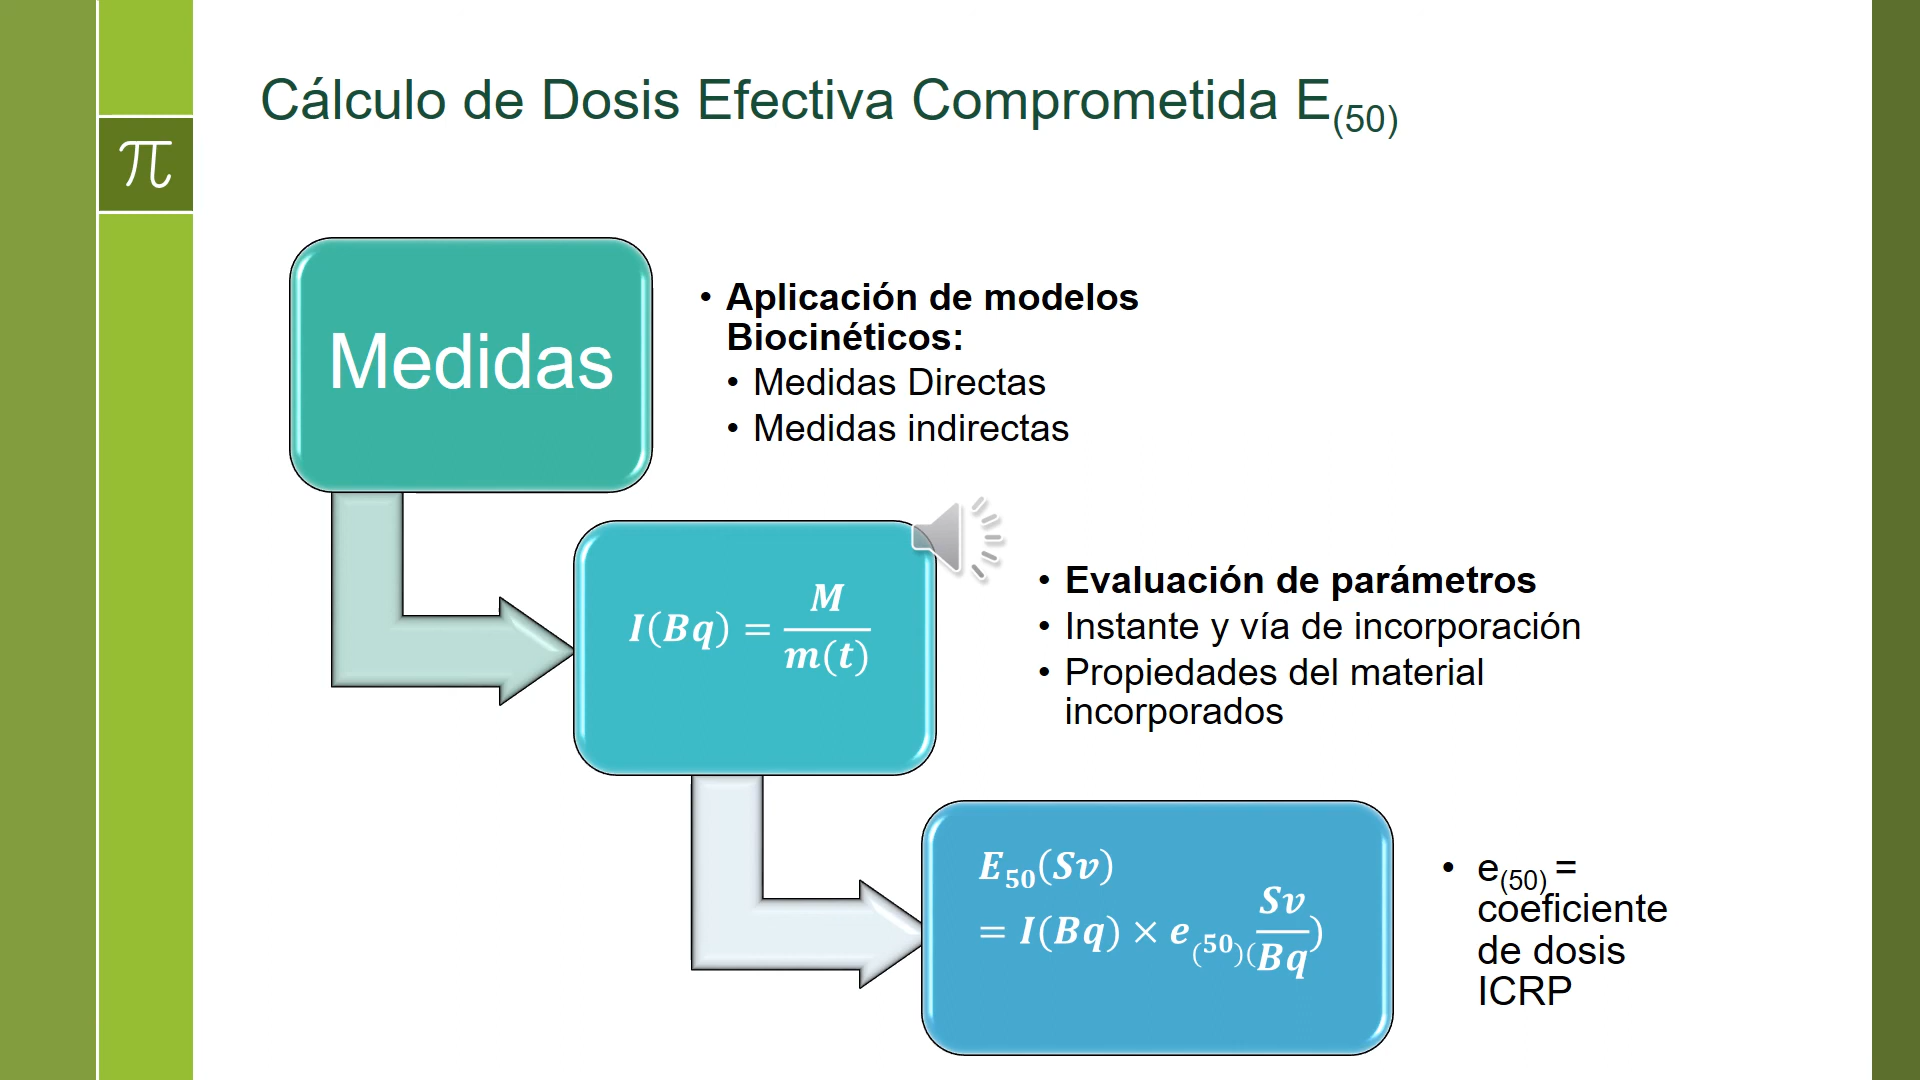 Cálculo de Dosis Efectiva Comprometida E(50)
π
Medidas
• Aplicación de modelos
Biocinéticos:
• Medidas Directas
• Medidas indirectas
I(Bq) = M / m(t)
• Evaluación de parámetros
• Instante y vía de incorporación
• Propiedades del material
incorporados
E50(Sv)
= I(Bq) × e(50)(Sv/Bq)
• e(50) =
coeficiente
de dosis
ICRP